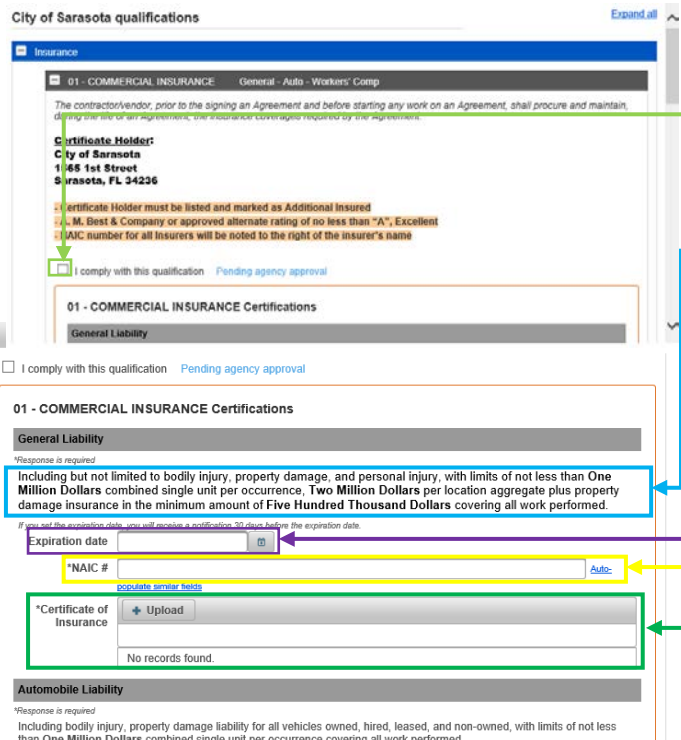 City of Sarasota qualifications
Expand all
Insurance
01 - COMMERCIAL INSURANCE General - Auto - Workers' Comp
The contractor/vendor, prior to the signing an Agreement and before starting any work on an Agreement, shall procure and maintain,
during the life of an Agreement, the insurance coverages required by the Agreement.
Certificate Holder:
City of Sarasota
1565 1st Street
Sarasota, FL 34236
- Certificate Holder must be listed and marked as Additional Insured
- A. M. Best & Company or approved alternate rating of no less than "A", Excellent
- NAIC number for all Insurers will be noted to the right of the insurer's name
I comply with this qualification Pending agency approval
01 - COMMERCIAL INSURANCE Certifications
General Liability
I comply with this qualification Pending agency approval
01 - COMMERCIAL INSURANCE Certifications
General Liability
*Response is required
Including but not limited to bodily injury, property damage, and personal injury, with limits of not less than One
Million Dollars combined single unit per occurrence, Two Million Dollars per location aggregate plus property
damage insurance in the minimum amount of Five Hundred Thousand Dollars covering all work performed.
If you set the expiration date, you will receive a notification 30 days before the expiration date.
Expiration date
*NAIC #
Auto-
populate similar fields
*Certificate of
Insurance
+ Upload
No records found.
Automobile Liability
*Response is required
Including bodily injury, property damage liability for all vehicles owned, hired, leased, and non-owned, with limits of not less
than One Million Dollars combined single unit per occurrence covering all work performed.